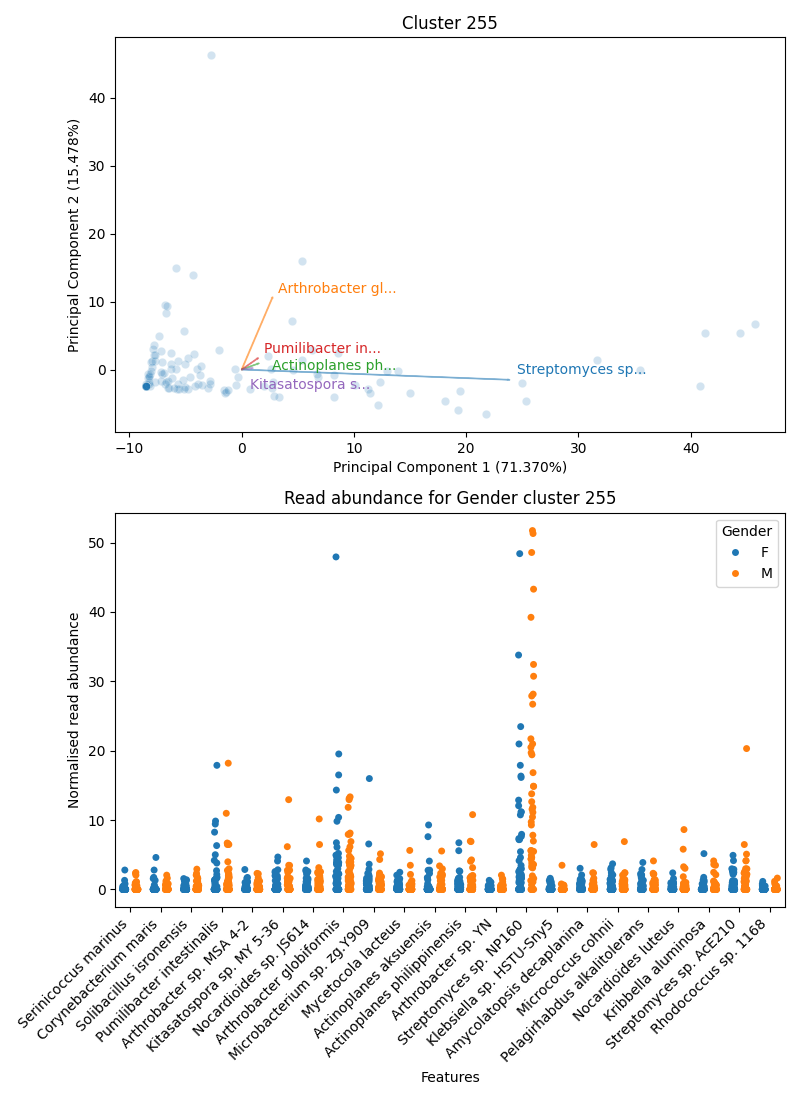 Cluster 255
Principal Component 2 (15.478%)
40
30
20
10
0
Arthrobacter gl...
Pumilibacter in...
Actinoplanes ph...
Streptomyces sp...
Kitasatospora s...
−10
0
10
20
30
40
Principal Component 1 (71.370%)
Read abundance for Gender cluster 255
Normalised read abundance
50
40
30
20
10
0
Gender
F
M
Serinicoccus marinus
Corynebacterium maris
Solibacillus isronensis
Pumilibacter intestinalis
Arthrobacter sp. MSA 4-2
Kitasatospora sp. MY 5-36
Nocardioides sp. JS614
Arthrobacter globiformis
Microbacterium sp. zg.Y909
Mycetocola lacteus
Actinoplanes aksuensis
Actinoplanes philippinensis
Arthrobacter sp. YN
Streptomyces sp. NP160
Klebsiella sp. HSTU-Sny5
Amycolatopsis decaplanina
Micrococcus cohnii
Pelagirhabdus alkalitolerans
Nocardioides luteus
Kribbella aluminosa
Streptomyces sp. AcE210
Rhodococcus sp. 1168
Features